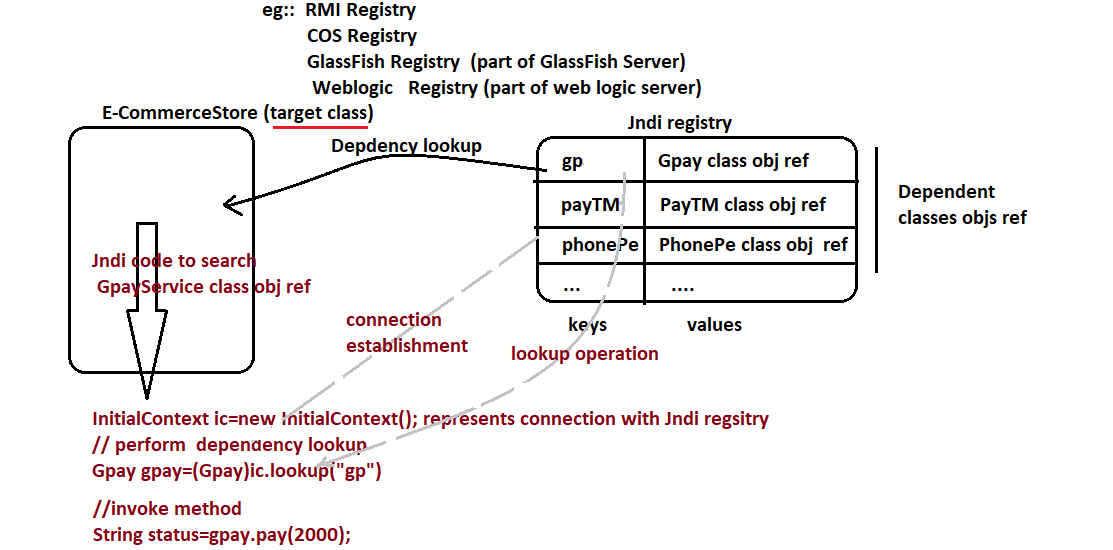 eg:: RMI Registry
COS Registry
GlassFish Registry (part of GlassFish Server)
Weblogic Registry (part of web logic server)
E-CommerceStore (target class)
Jndi registry
Depdency lookup
gp Gpay class obj ref
payTM PayTM class obj ref
phonePe PhonePe class obj ref
... ....
keys values
Dependent
classes objs ref
Jndi code to search
GpayService class obj ref
connection
establishment
lookup operation
InitialContext ic=new InitialContext(); represents connection with Jndi regsitry
// perform dependency lookup
Gpay gpay=(Gpay)ic.lookup("gp")
//invoke method
String status=gpay.pay(2000);